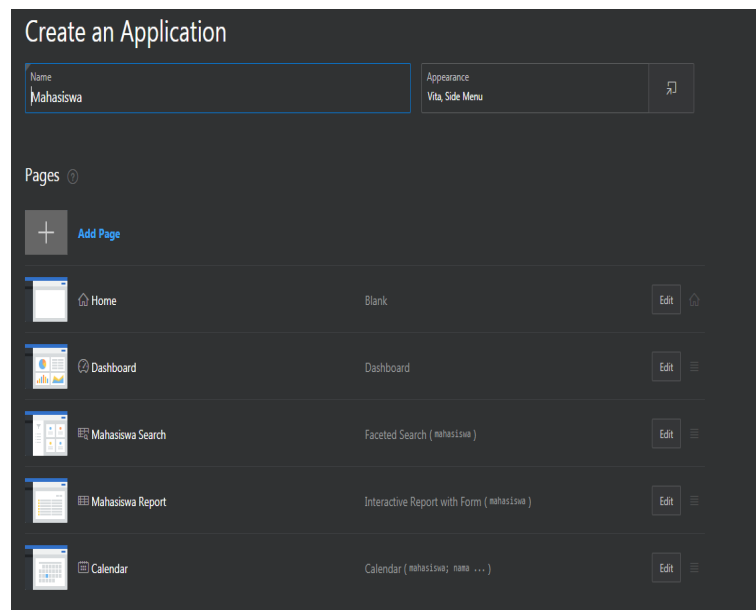 Create an Application
Name
Mahasiswa
Appearance
Vita, Side Menu
Pages ?
Add Page
Home Blank Edit
Dashboard Dashboard Edit
Mahasiswa Search Faceted Search ( mahasiswa ) Edit
Mahasiswa Report Interactive Report with Form ( mahasiswa ) Edit
Calendar Calendar ( mahasiswa; nama ... ) Edit